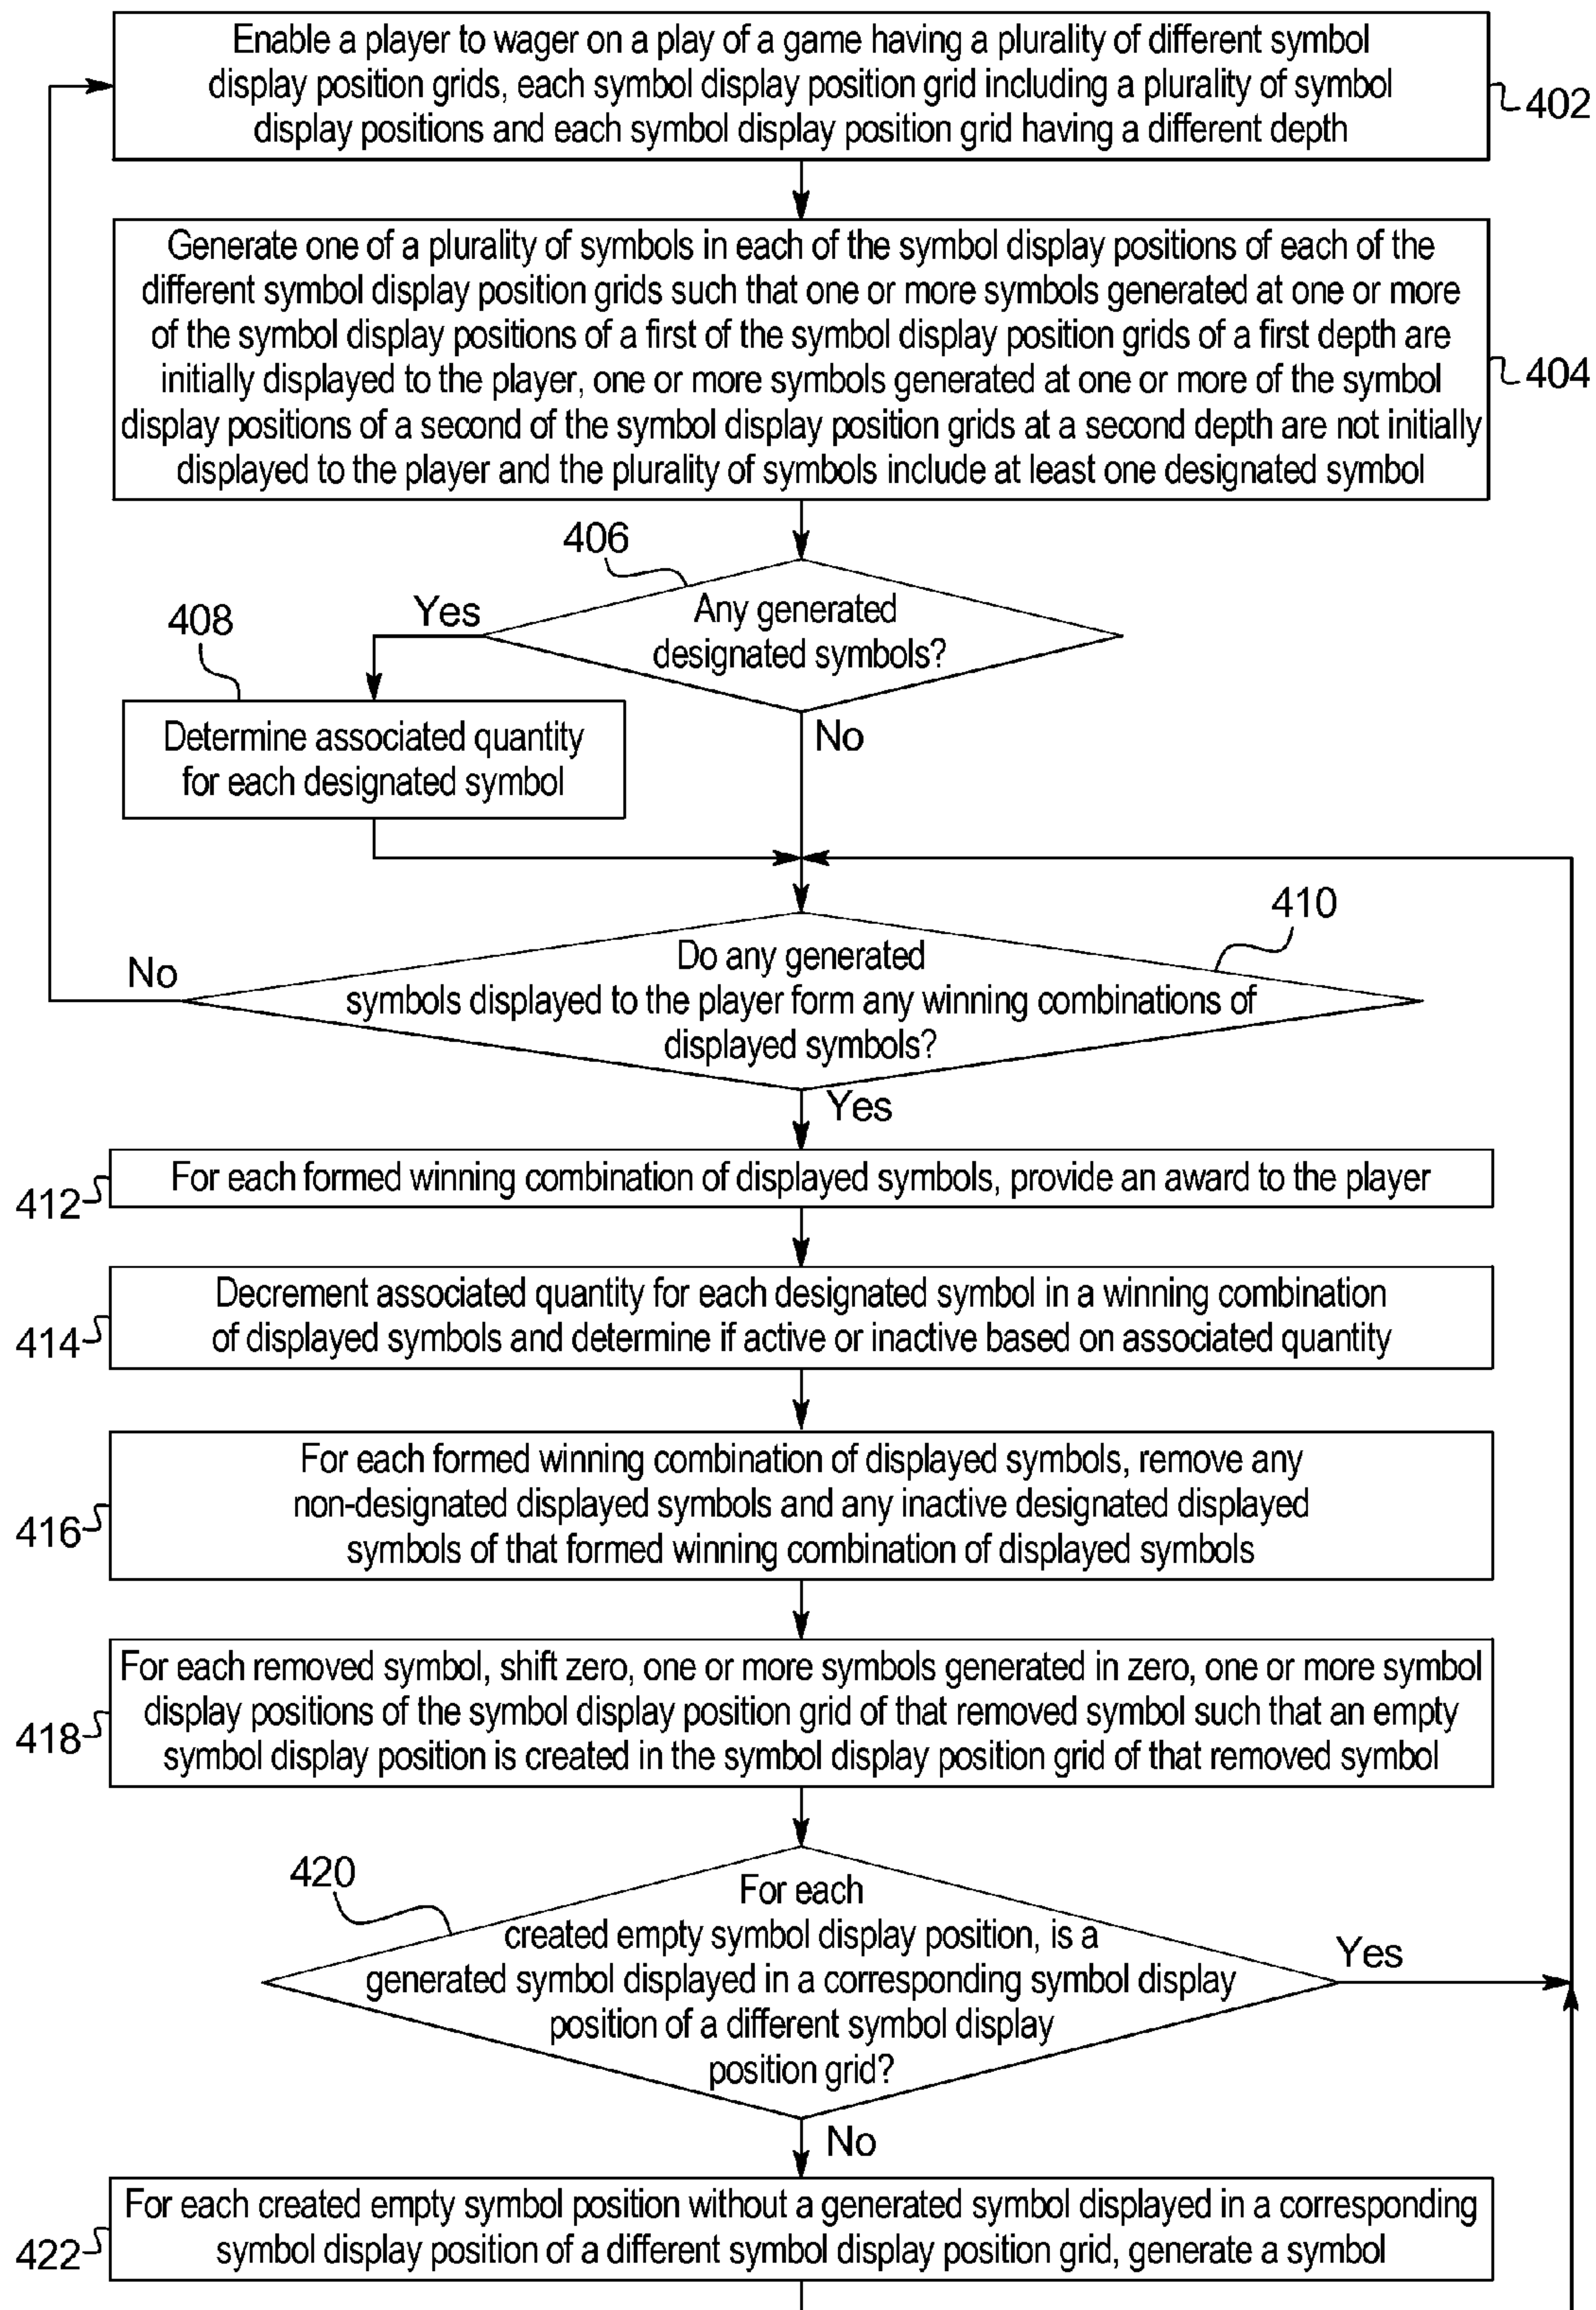 Enable a player to wager on a play of a game having a plurality of different symbol
display position grids, each symbol display position grid including a plurality of symbol
display positions and each symbol display position grid having a different depth
402
Generate one of a plurality of symbols in each of the symbol display positions of each of the
different symbol display position grids such that one or more symbols generated at one or more
of the symbol display positions of a first of the symbol display position grids of a first depth are
initially displayed to the player, one or more symbols generated at one or more of the symbol
display positions of a second of the symbol display position grids at a second depth are not initially
displayed to the player and the plurality of symbols include at least one designated symbol
404
406
Any generated
designated symbols?
Yes
No
408
Determine associated quantity
for each designated symbol
410
Do any generated
symbols displayed to the player form any winning combinations of
displayed symbols?
No
Yes
412
For each formed winning combination of displayed symbols, provide an award to the player
Decrement associated quantity for each designated symbol in a winning combination
of displayed symbols and determine if active or inactive based on associated quantity
414
For each formed winning combination of displayed symbols, remove any
non-designated displayed symbols and any inactive designated displayed
symbols of that formed winning combination of displayed symbols
416
For each removed symbol, shift zero, one or more symbols generated in zero, one or more symbol
display positions of the symbol display position grid of that removed symbol such that an empty
symbol display position is created in the symbol display position grid of that removed symbol
418
420
For each
created empty symbol display position, is a
generated symbol displayed in a corresponding symbol display
position of a different symbol display
position grid?
Yes
No
For each created empty symbol position without a generated symbol displayed in a corresponding
symbol display position of a different symbol display position grid, generate a symbol
422